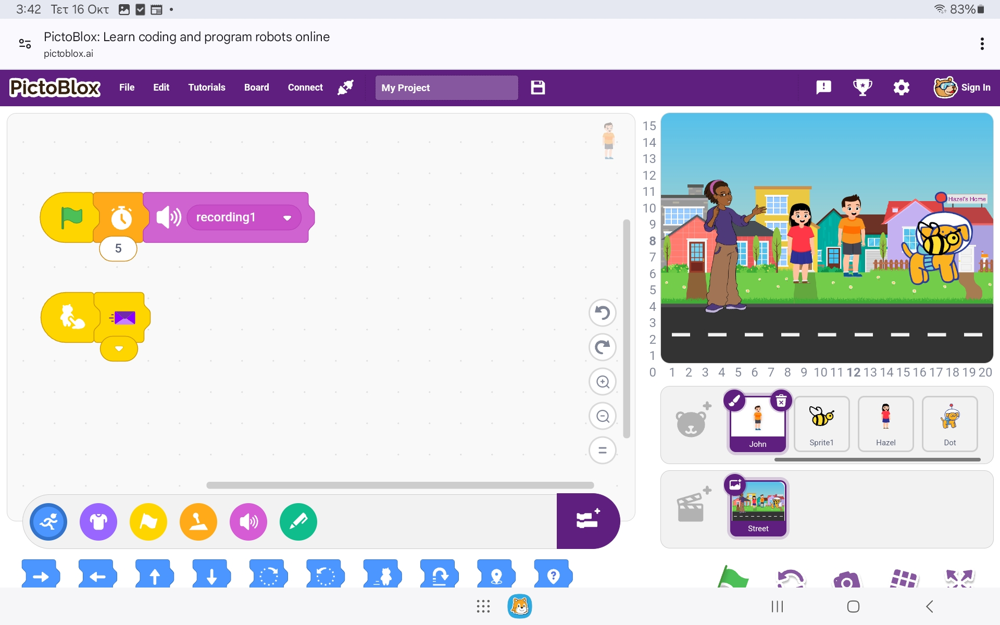 3:42 Τετ 16 Οκτ
83%
PictoBlox: Learn coding and program robots online
pictoblox.ai
PictoBlox File Edit Tutorials Board Connect My Project Sign In
recording1
5
Hazel's Home
15
14
13
12
11
10
9
8
7
6
5
4
3
2
1
0 1 2 3 4 5 6 7 8 9 10 11 12 13 14 15 16 17 18 19 20
John Sprite1 Hazel Dot
Street